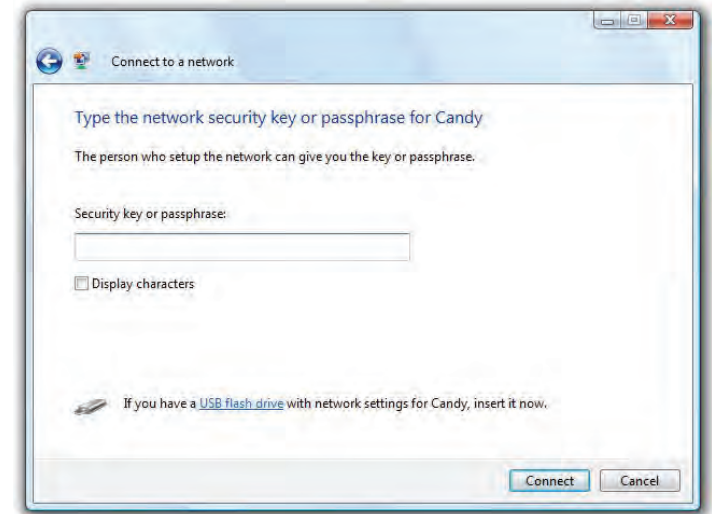 Connect to a network
Type the network security key or passphrase for Candy
The person who setup the network can give you the key or passphrase.
Security key or passphrase:
Display characters
If you have a USB flash drive with network settings for Candy, insert it now.
Connect Cancel